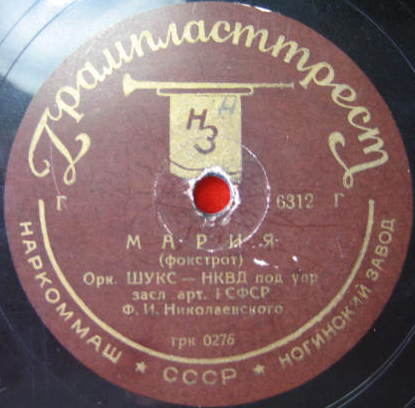 Грампласттрест
НЗ
Г 6312 Г
МАРИЯ
(фокстрот)
Орк. ШУКС — НКВД под упр
засл арт. РСФСР
Ф. И. Николаевского
грк 0276
НАРКОММАШ ★ СССР ★ НОГИНСКИЙ ЗАВОД